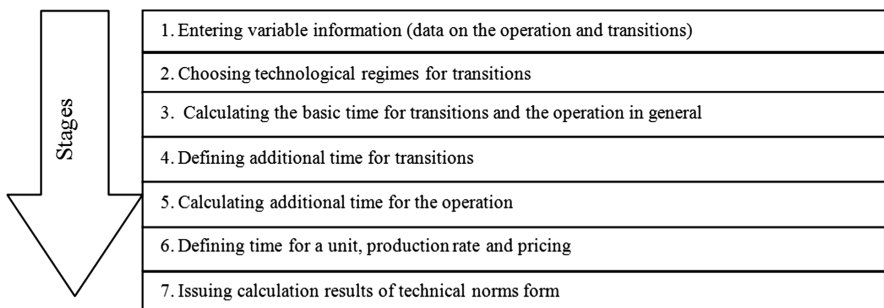 Stages
1. Entering variable information (data on the operation and transitions)
2. Choosing technological regimes for transitions
3. Calculating the basic time for transitions and the operation in general
4. Defining additional time for transitions
5. Calculating additional time for the operation
6. Defining time for a unit, production rate and pricing
7. Issuing calculation results of technical norms form